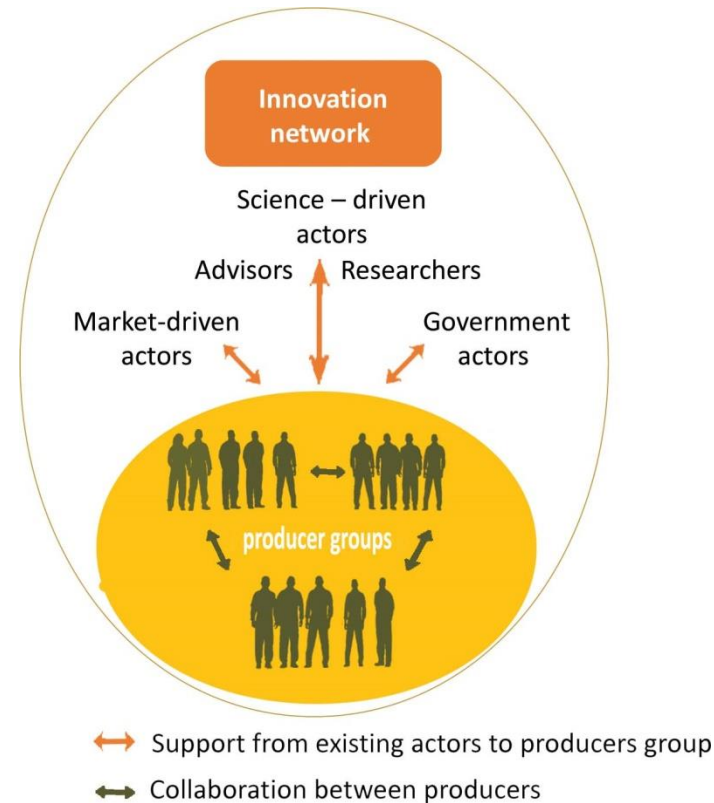 Innovation
network
Science – driven
actors
Advisors Researchers
Market-driven
actors
Government
actors
producer groups
Support from existing actors to producers group
Collaboration between producers